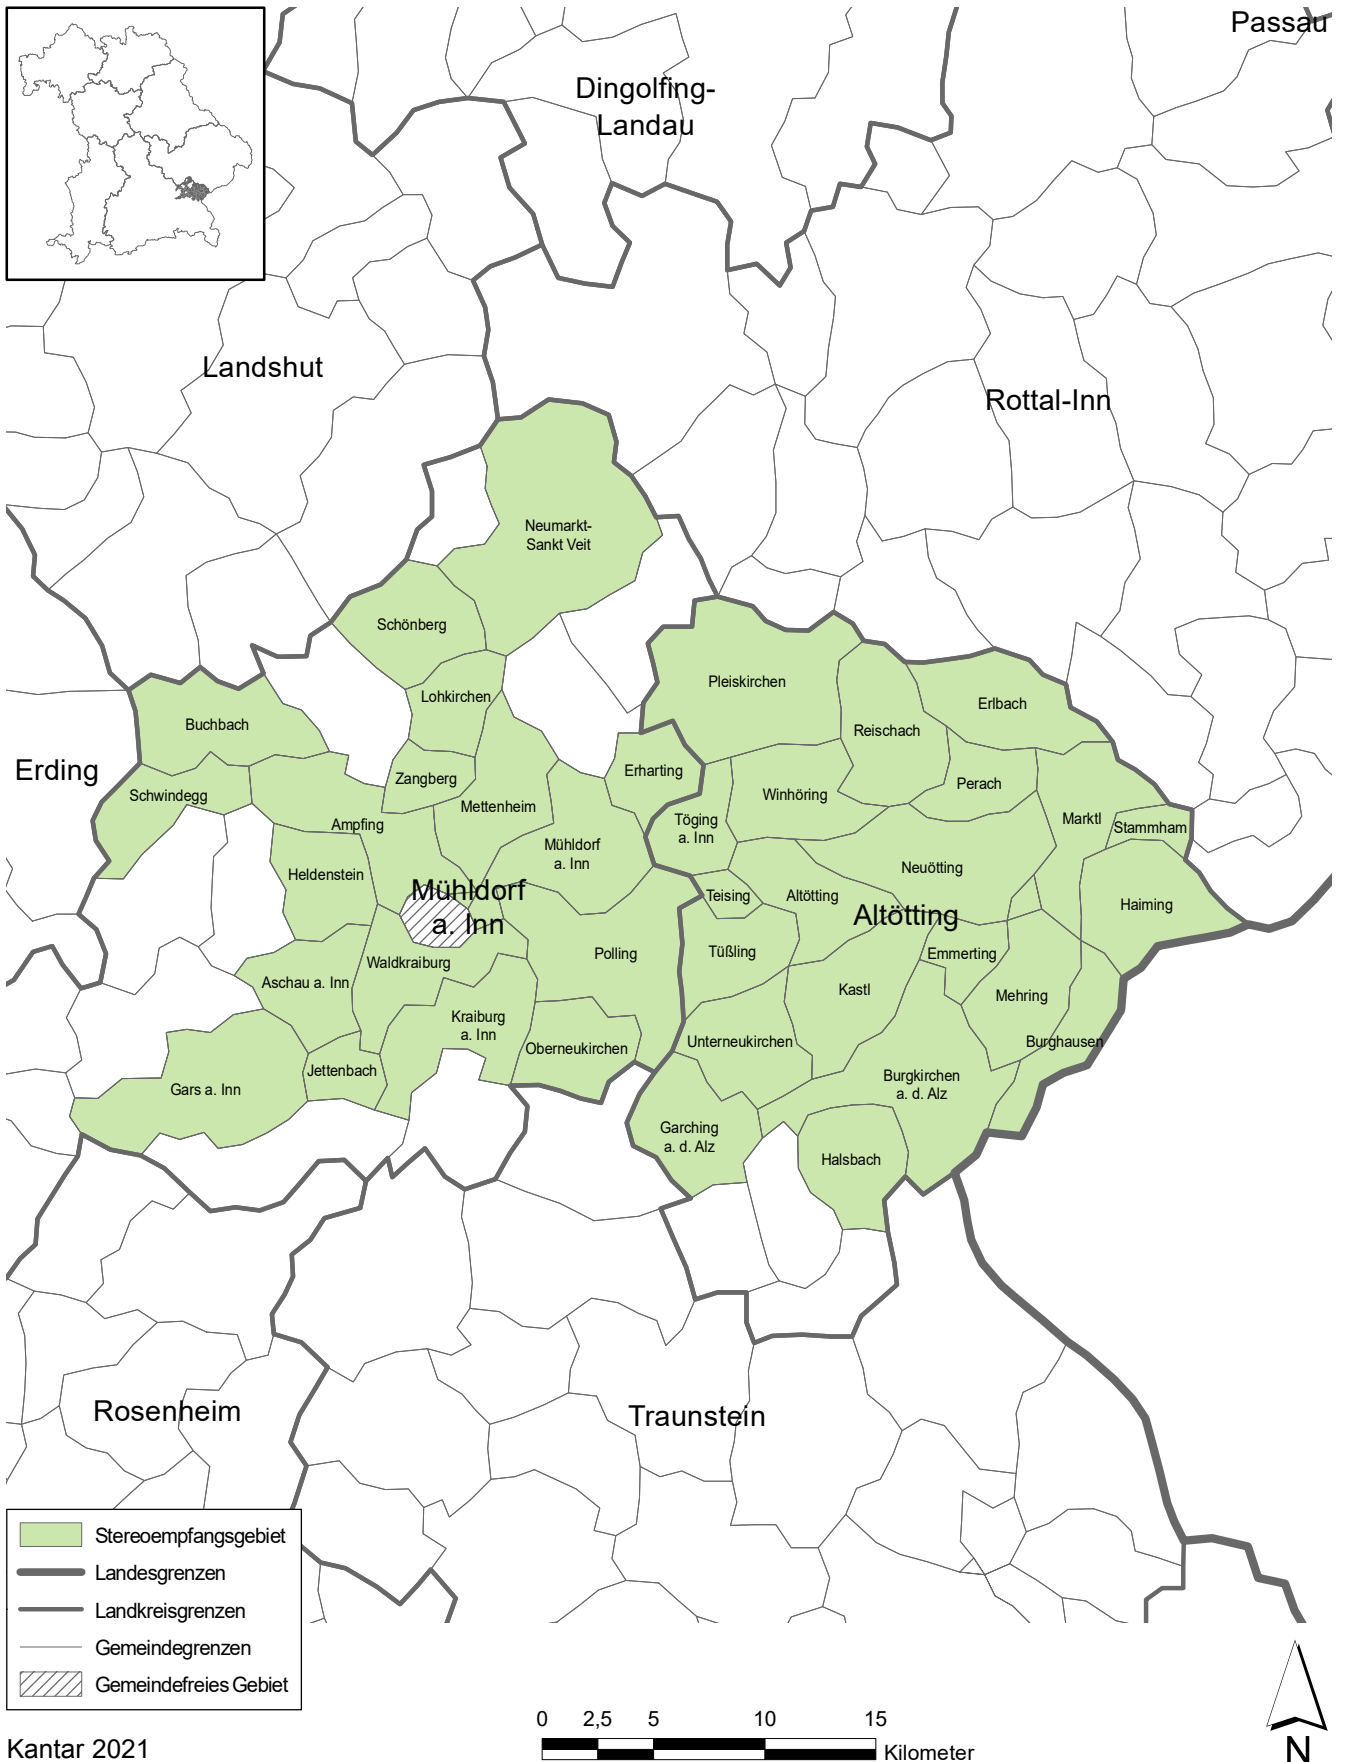 Passau
Dingolfing-
Landau
Landshut
Rottal-Inn
Neumarkt-
Sankt Veit
Schönberg
Pleiskirchen
Lohkirchen
Erlbach
Buchbach
Reischach
Erding
Erharting
Zangberg
Perach
Schwindegg
Winhöring
Mettenheim
Marktl
Töging
a. Inn
Ampfing
Stammham
Mühldorf
a. Inn
Heldenstein
Neuötting
Mühldorf
a. Inn
Teising
Altötting
Haiming
Altötting
Polling
Tüßling
Emmerting
Waldkraiburg
Aschau a. Inn
Kastl
Mehring
Kraiburg
a. Inn
Oberneukirchen
Unterneukirchen
Burghausen
Jettenbach
Gars a. Inn
Burgkirchen
a. d. Alz
Garching
a. d. Alz
Halsbach
Rosenheim
Traunstein
Stereoempfangsgebiet
Landesgrenzen
Landkreisgrenzen
Gemeindegrenzen
Gemeindefreies Gebiet
0 2,5 5 10 15
Kilometer
N
Kantar 2021